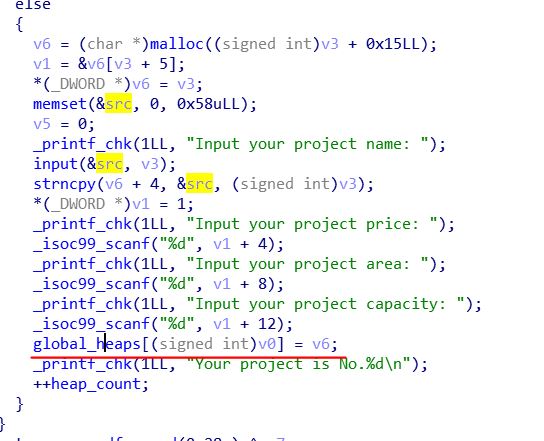 else
{
v6 = (char *)malloc((signed int)v3 + 0x15LL);
v1 = &v6[v3 + 5];
*(_DWORD *)v6 = v3;
memset(&src, 0, 0x58uLL);
v5 = 0;
_printf_chk(1LL, "Input your project name: ");
input(&src, v3);
strncpy(v6 + 4, &src, (signed int)v3);
*(_DWORD *)v1 = 1;
_printf_chk(1LL, "Input your project price: ");
_isoc99_scanf("%d", v1 + 4);
_printf_chk(1LL, "Input your project area: ");
_isoc99_scanf("%d", v1 + 8);
_printf_chk(1LL, "Input your project capacity: ");
_isoc99_scanf("%d", v1 + 12);
global_heaps[(signed int)v0] = v6;
_printf_chk(1LL, "Your project is No.%d\n");
++heap_count;
}
}